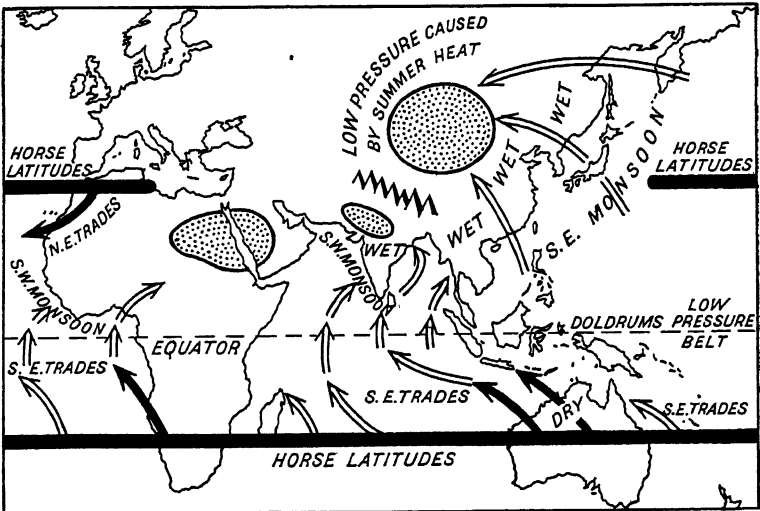 LOW PRESSURE CAUSED
BY SUMMER HEAT
WET
WET
WET
WET
HORSE
LATITUDES
HORSE
LATITUDES
S.E. MONSOON
N.E. TRADES
S.W. MONSOON
S.W. MONSOON
EQUATOR
DOLDRUMS
LOW
PRESSURE
BELT
S.E. TRADES
S.E. TRADES
DRY
S.E. TRADES
HORSE LATITUDES